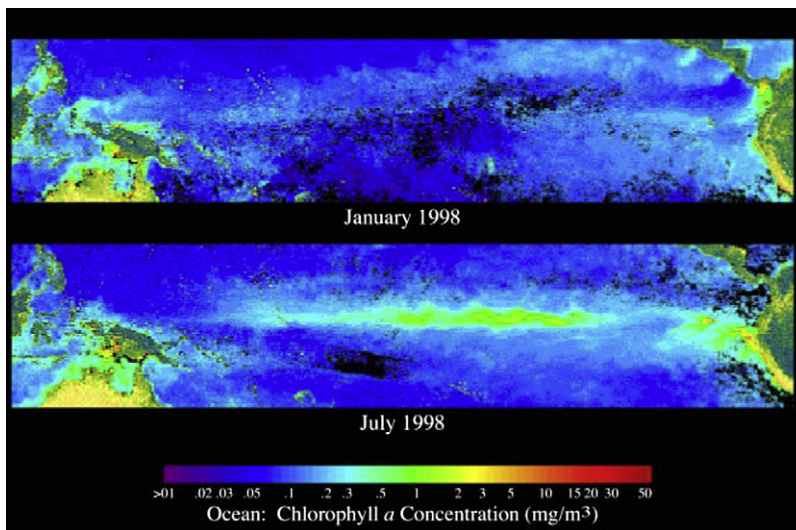 January 1998
July 1998
>01 .02 .03 .05 .1 .2 .3 .5 1 2 3 5 10 15 20 30 50
Ocean: Chlorophyll a Concentration (mg/m³)